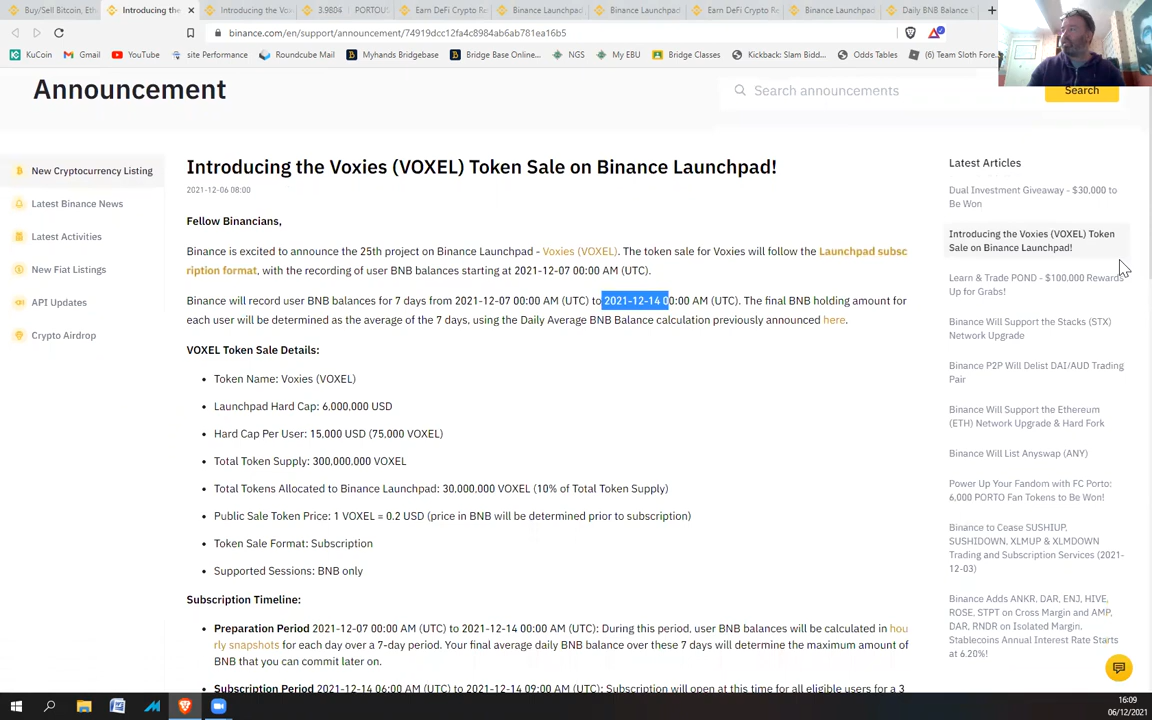 Buy/Sell Bitcoin, Eth
Introducing the
Introducing the Vox
3.9804
PORTOU
Earn DeFi Crypto Re
Binance Launchpad
Binance Launchpad
Earn DeFi Crypto Re
Binance Launchpad
Daily BNB Balance
binance.com/en/support/announcement/74919dcc12fa4c8984ab6ab781ea16b5
KuCoin
Gmail
YouTube
site Performance
Roundcube Mail
Myhands Bridgebase
Bridge Base Online...
NGS
My EBU
Bridge Classes
Kickback: Slam Bidd...
Odds Tables
(6) Team Sloth Fore
Announcement
Search announcements
Search
New Cryptocurrency Listing
Latest Binance News
Latest Activities
New Fiat Listings
API Updates
Crypto Airdrop
Introducing the Voxies (VOXEL) Token Sale on Binance Launchpad!
2021-12-06 08:00
Fellow Binancians,
Binance is excited to announce the 25th project on Binance Launchpad - Voxies (VOXEL). The token sale for Voxies will follow the Launchpad subsc
ription format, with the recording of user BNB balances starting at 2021-12-07 00:00 AM (UTC).
Binance will record user BNB balances for 7 days from 2021-12-07 00:00 AM (UTC) to 2021-12-14 00:00 AM (UTC). The final BNB holding amount for
each user will be determined as the average of the 7 days, using the Daily Average BNB Balance calculation previously announced here.
VOXEL Token Sale Details:
• Token Name: Voxies (VOXEL)
• Launchpad Hard Cap: 6,000,000 USD
• Hard Cap Per User: 15,000 USD (75,000 VOXEL)
• Total Token Supply: 300,000,000 VOXEL
• Total Tokens Allocated to Binance Launchpad: 30,000,000 VOXEL (10% of Total Token Supply)
• Public Sale Token Price: 1 VOXEL = 0.2 USD (price in BNB will be determined prior to subscription)
• Token Sale Format: Subscription
• Supported Sessions: BNB only
Subscription Timeline:
• Preparation Period 2021-12-07 00:00 AM (UTC) to 2021-12-14 00:00 AM (UTC): During this period, user BNB balances will be calculated in hou
rly snapshots for each day over a 7-day period. Your final average daily BNB balance over these 7 days will determine the maximum amount of
BNB that you can commit later on.
• Subscription Period 2021-12-14 06:00 AM (UTC) to 2021-12-14 09:00 AM (UTC): Subscription will open at this time for all eligible users for a 3
Latest Articles
Dual Investment Giveaway - $30,000 to
Be Won
Introducing the Voxies (VOXEL) Token
Sale on Binance Launchpad!
Learn & Trade POND - $100,000 Rewards
Up for Grabs!
Binance Will Support the Stacks (STX)
Network Upgrade
Binance P2P Will Delist DAI/AUD Trading
Pair
Binance Will Support the Ethereum
(ETH) Network Upgrade & Hard Fork
Binance Will List Anyswap (ANY)
Power Up Your Fandom with FC Porto:
6,000 PORTO Fan Tokens to Be Won!
Binance to Cease SUSHIUP,
SUSHIDOWN, XLMUP & XLMDOWN
Trading and Subscription Services (2021-
12-03)
Binance Adds ANKR, DAR, ENJ, HIVE,
ROSE, STPT on Cross Margin and AMP,
DAR, RNDR on Isolated Margin.
Stablecoins Annual Interest Rate Starts
at 6.20%!
16:09
06/12/2021